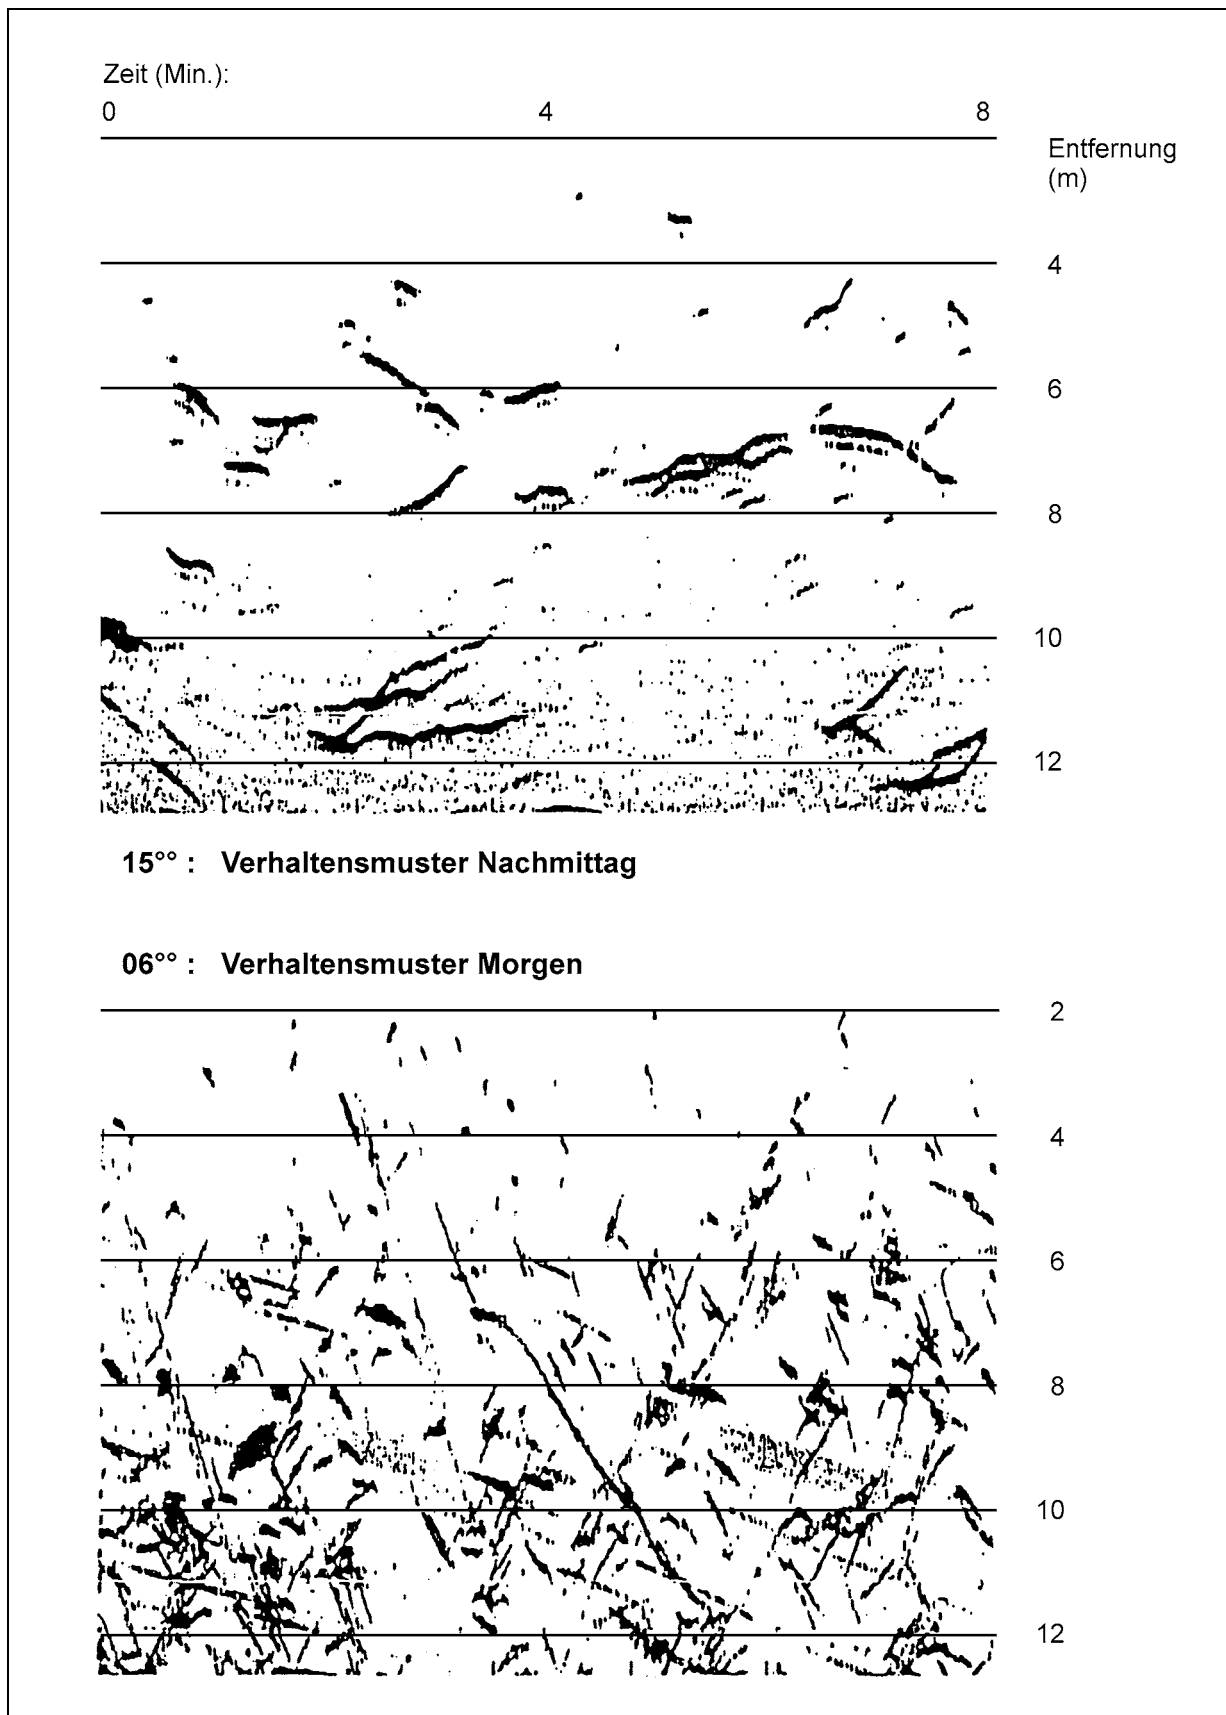 Zeit (Min.):
0 4 8
Entfernung
(m)
4
6
8
10
12
15°° : Verhaltensmuster Nachmittag
06°° : Verhaltensmuster Morgen
2
4
6
8
10
12